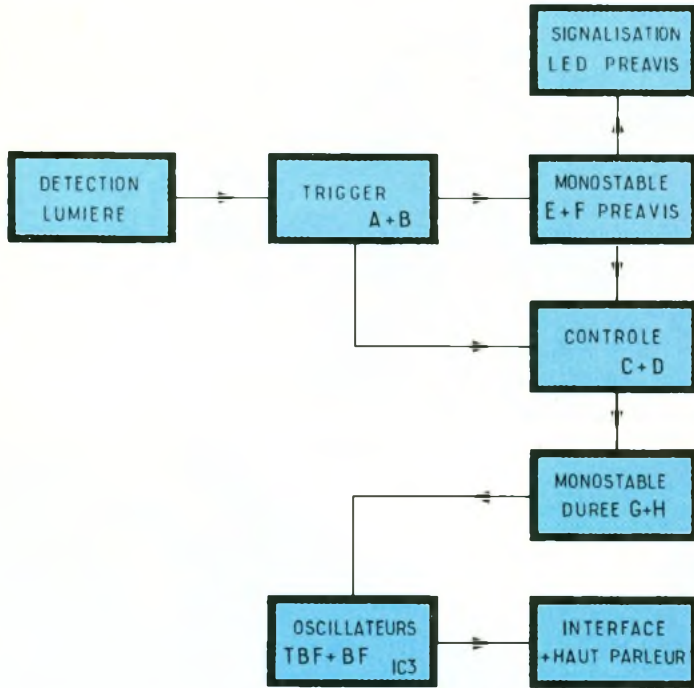 SIGNALISATION
LED PREAVIS
DETECTION
LUMIERE
TRIGGER
A+B
MONOSTABLE
E+F PREAVIS
CONTROLE
C+D
MONOSTABLE
DUREE G+H
OSCILLATEURS
TBF+BF IC3
INTERFACE
+HAUT PARLEUR